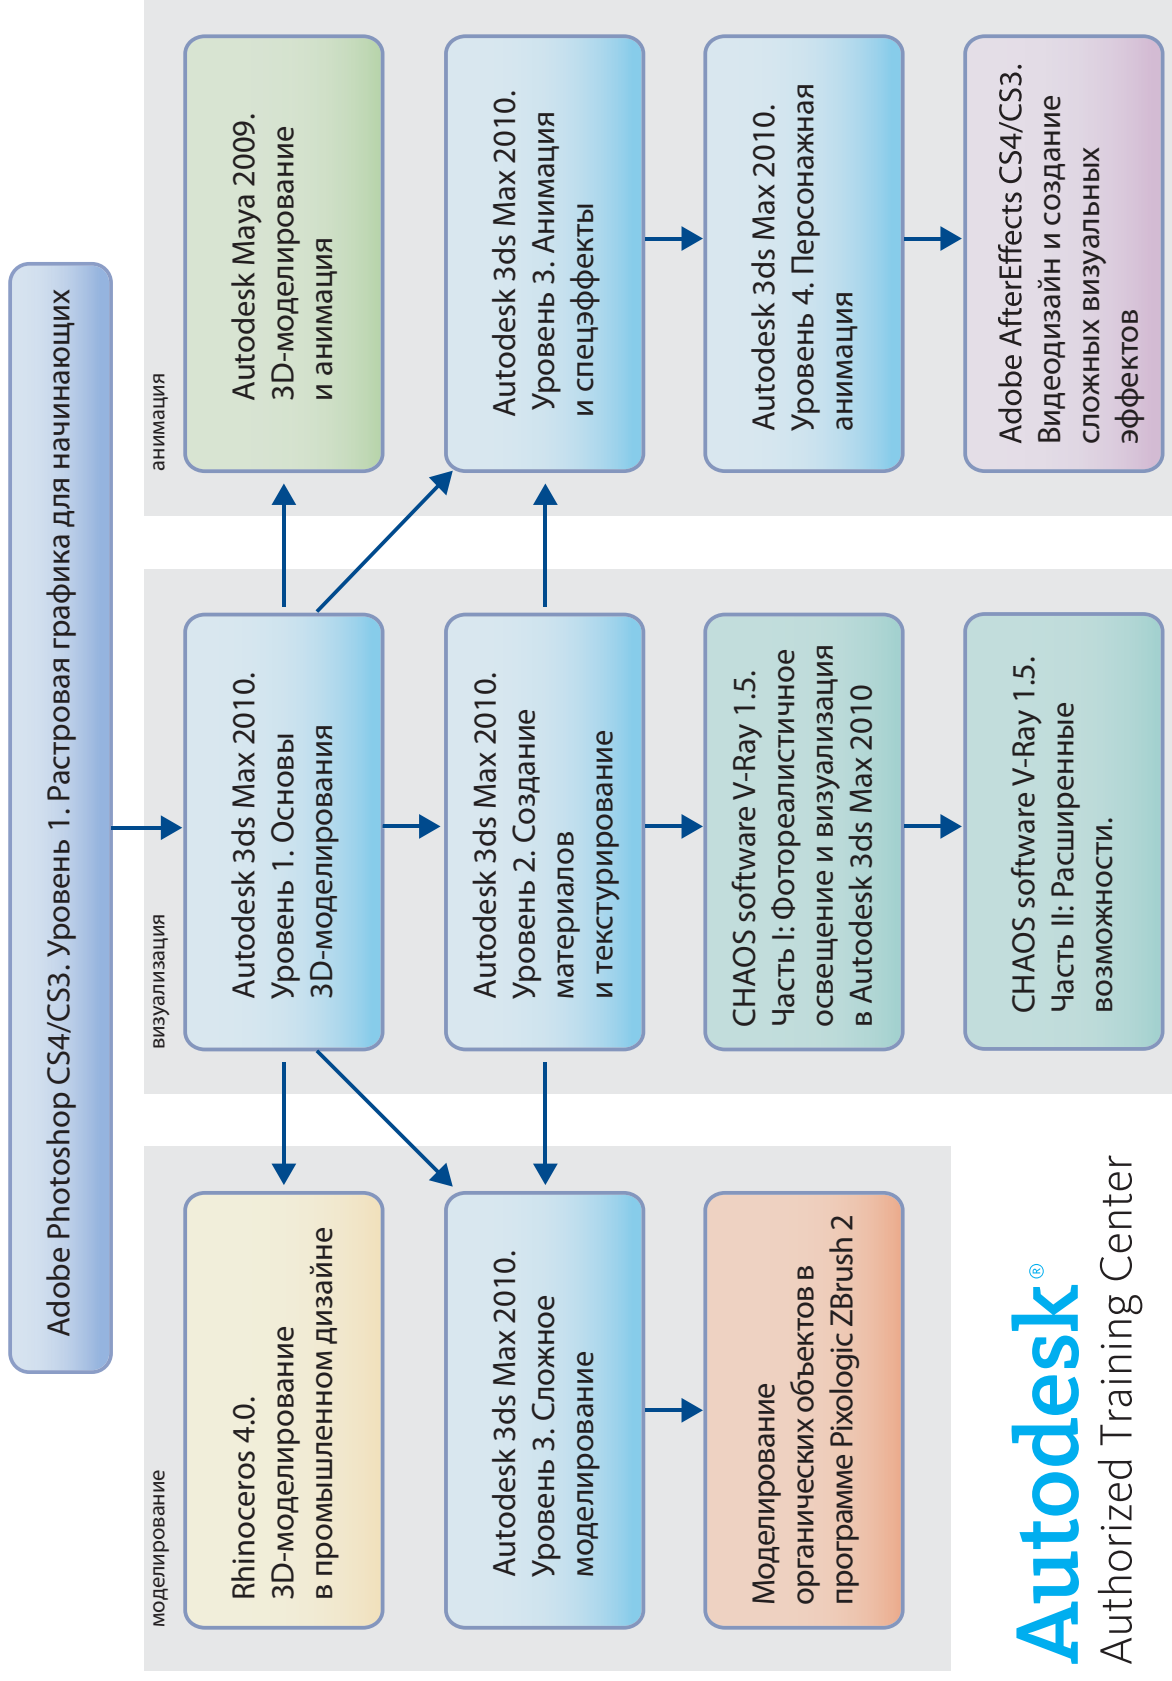 Adobe Photoshop CS4/CS3. Уровень 1. Растровая графика для начинающих
моделирование
Rhinoceros 4.0.
3D-моделирование
в промышленном дизайне
Autodesk 3ds Max 2010.
Уровень 3. Сложное
моделирование
Моделирование
органических объектов в
программе Pixologic ZBrush 2
визуализация
Autodesk 3ds Max 2010.
Уровень 1. Основы
3D-моделирования
Autodesk 3ds Max 2010.
Уровень 2. Создание
материалов
и текстурирование
CHAOS software V-Ray 1.5.
Часть I: Фотореалистичное
освещение и визуализация
в Autodesk 3ds Max 2010
CHAOS software V-Ray 1.5.
Часть II: Расширенные
возможности.
анимация
Autodesk Maya 2009.
3D-моделирование
и анимация
Autodesk 3ds Max 2010.
Уровень 3. Анимация
и спецэффекты
Autodesk 3ds Max 2010.
Уровень 4. Персонажная
анимация
Adobe AfterEffects CS4/CS3.
Видеодизайн и создание
сложных визуальных
эффектов
Autodesk®
Authorized Training Center